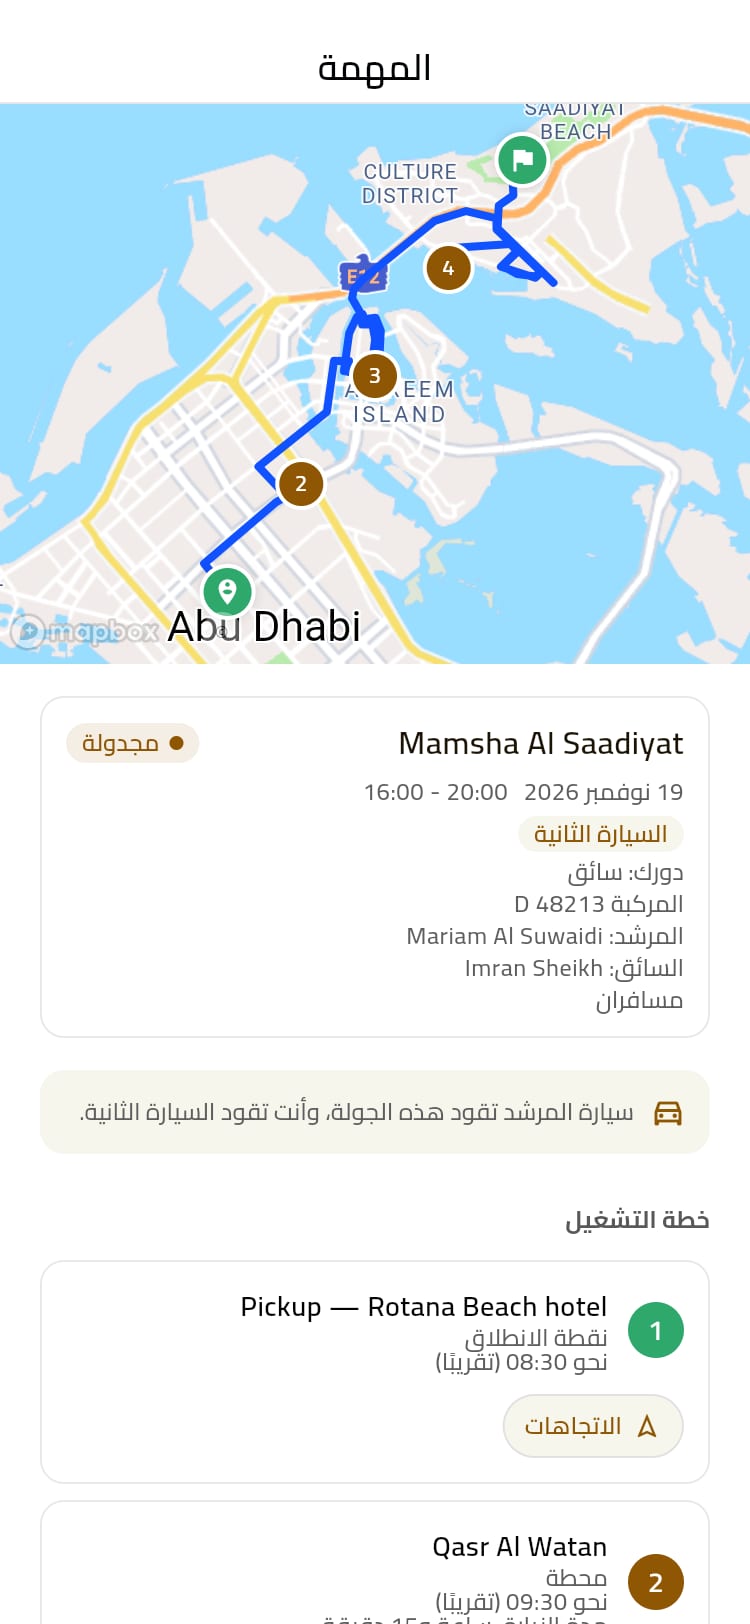 المهمة
SAADIYAT
BEACH
CULTURE
DISTRICT
E12
4
3
ISLAND
2
Abu Dhabi
mapbox
Mamsha Al Saadiyat
مجدولة
19 نوفمبر 2026 16:00 - 20:00
السيارة الثانية
دورك: سائق
المركبة D 48213
المرشد: Mariam Al Suwaidi
السائق: Imran Sheikh
مسافران
سيارة المرشد تقود هذه الجولة، وأنت تقود السيارة الثانية.
خطة التشغيل
1
Pickup — Rotana Beach hotel
نقطة الانطلاق
نحو 08:30 (تقريبًا)
الاتجاهات
2
Qasr Al Watan
محطة
نحو 09:30 (تقريبًا)